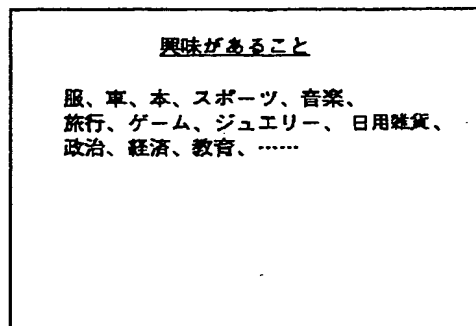 興味があること
服、車、本、スポーツ、音楽、
旅行、ゲーム、ジュエリー、日用雑貨、
政治、経済、教育、……